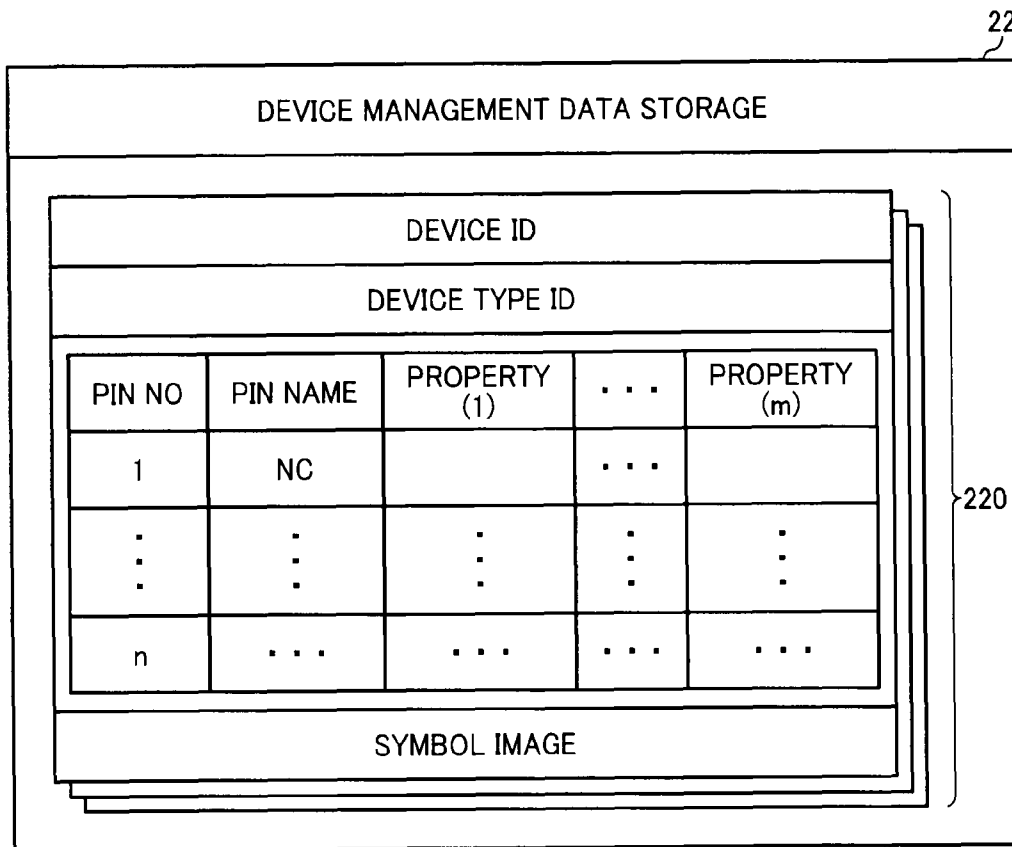 22
DEVICE MANAGEMENT DATA STORAGE
DEVICE ID
DEVICE TYPE ID
PIN NO PIN NAME PROPERTY (1) ・・・ PROPERTY (m)
1 NC ・・・
⋮ ⋮ ⋮ ⋮ ⋮
n ・・・ ・・・ ・・・ ・・・
SYMBOL IMAGE
220